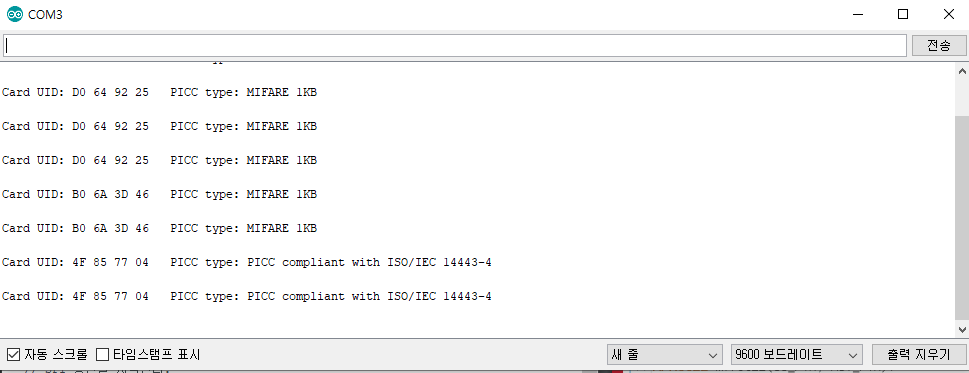 COM3
전송
Card UID: D0 64 92 25   PICC type: MIFARE 1KB
Card UID: D0 64 92 25   PICC type: MIFARE 1KB
Card UID: D0 64 92 25   PICC type: MIFARE 1KB
Card UID: B0 6A 3D 46   PICC type: MIFARE 1KB
Card UID: B0 6A 3D 46   PICC type: MIFARE 1KB
Card UID: 4F 85 77 04   PICC type: PICC compliant with ISO/IEC 14443-4
Card UID: 4F 85 77 04   PICC type: PICC compliant with ISO/IEC 14443-4
자동 스크롤 타임스탬프 표시 새 줄 9600 보드레이트 출력 지우기